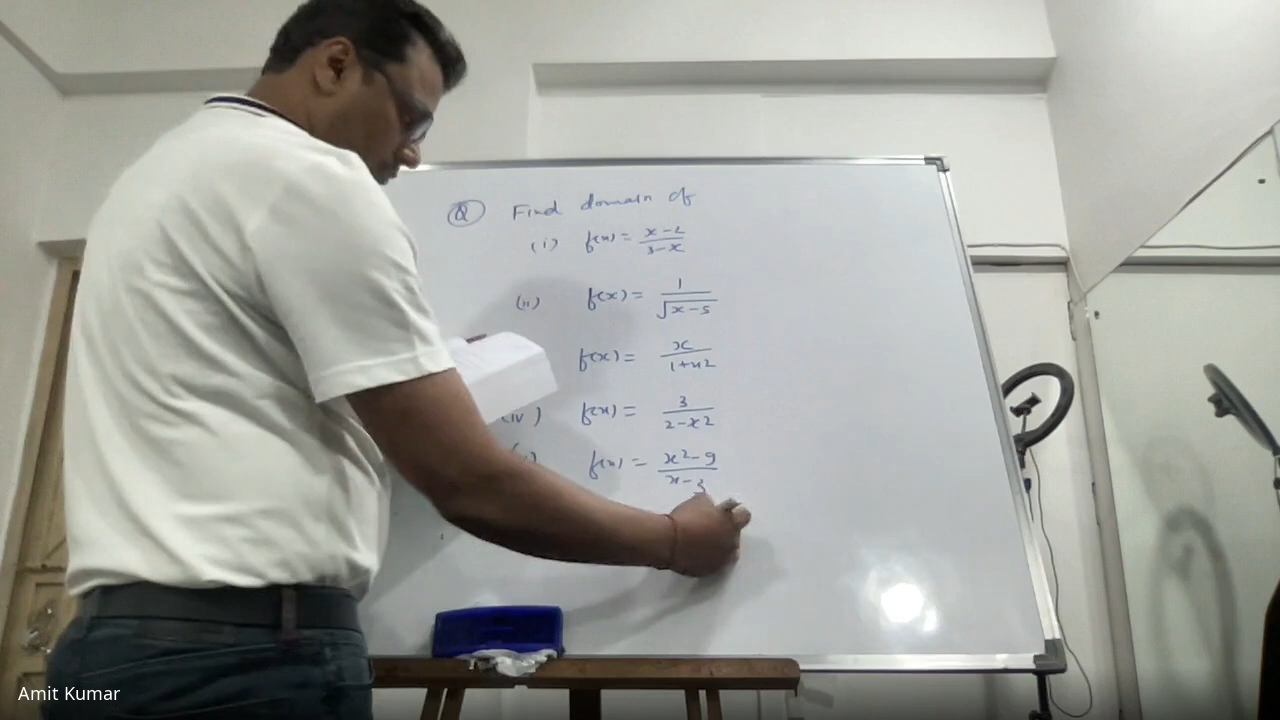 Q Find domain of
(i) f(x) = x-2/3-x
(ii) f(x) = 1/√x-5
f(x) = x/1+x2
(iv) f(x) = 3/2-x2
f(x) = x2-9/x-3
Amit Kumar